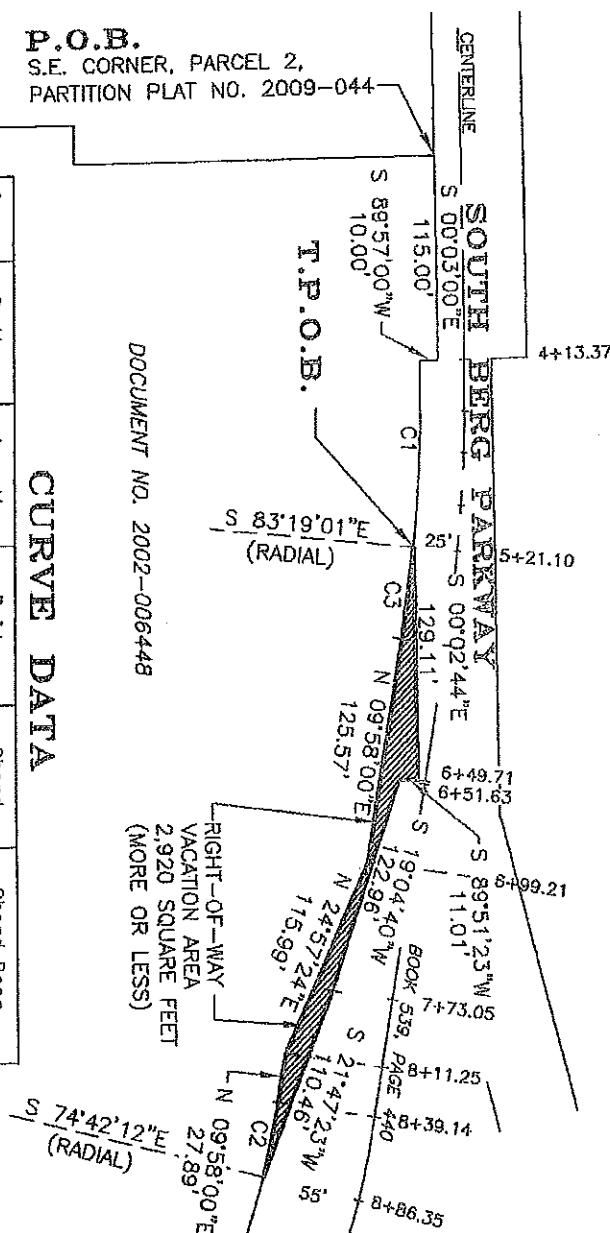 P.O.B.
S.E. CORNER, PARCEL 2,
PARTITION PLAT NO. 2009-044
CENTERLINE
SOUTH BERG PARKWAY
S 00°03'00"E
115.00'
S 89°57'00"W
10.00'
4+13.37
T.P.O.B.
C1
DOCUMENT NO. 2002-006448
S 83°19'01"E
(RADIAL)
25'
5+21.10
S 00°02'44"E
129.11'
C3
N 09°58'00"E
125.57'
6+49.71
6+51.63
S 89°51'23"W
11.01'
6+99.21
S 19°04'40"W
122.96'
RIGHT-OF-WAY
VACATION AREA
2,920 SQUARE FEET
(MORE OR LESS)
N 24°57'24"E
115.99'
BOOK 539, PAGE 440
7+73.05
8+11.25
S 21°47'23"W
110.46'
8+39.14
C2
N 09°58'00"E
27.89'
S 74°42'12"E
(RADIAL)
55'
8+86.35
CURVE DATA